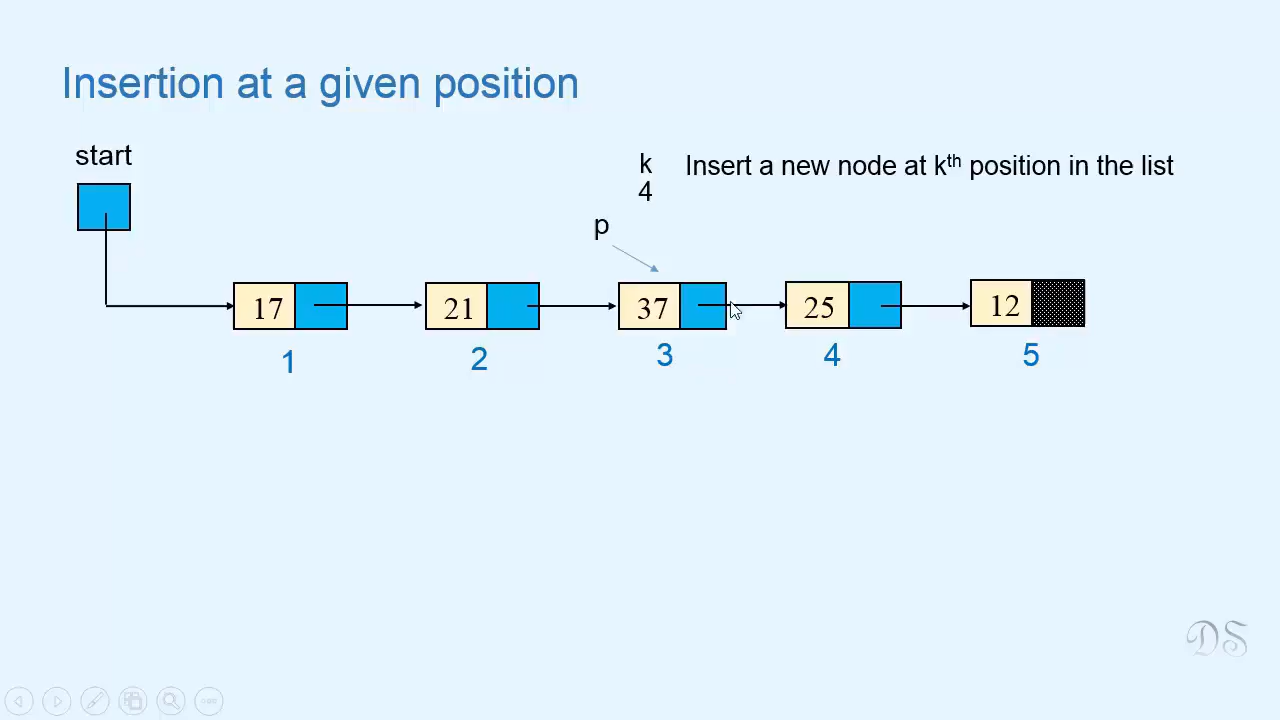 Insertion at a given position
start
k Insert a new node at kth position in the list
4
p
17 21 37 25 12
1 2 3 4 5
DS